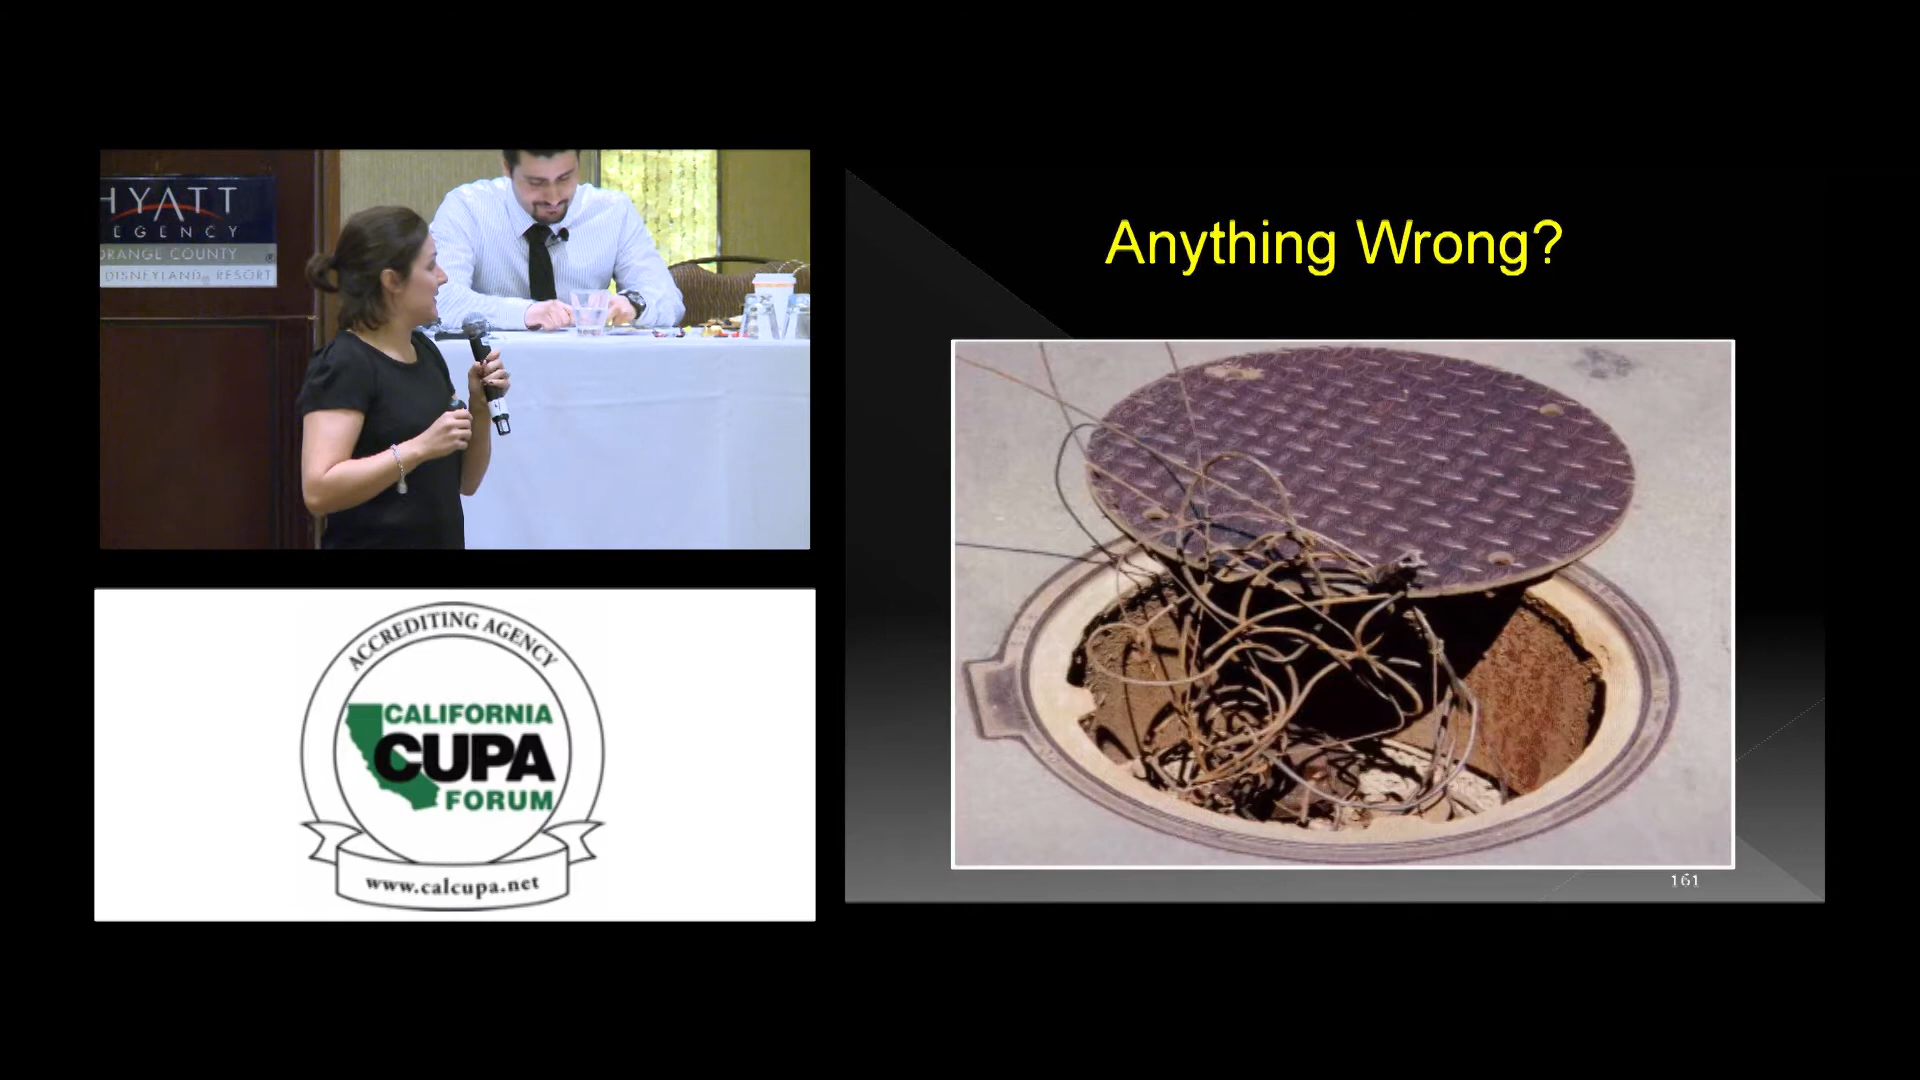 HYATT
EGENCY
ORANGE COUNTY
DISNEYLAND RESORT
Anything Wrong?
161
ACCREDITING AGENCY
CALIFORNIA
CUPA
FORUM
www.calcupa.net